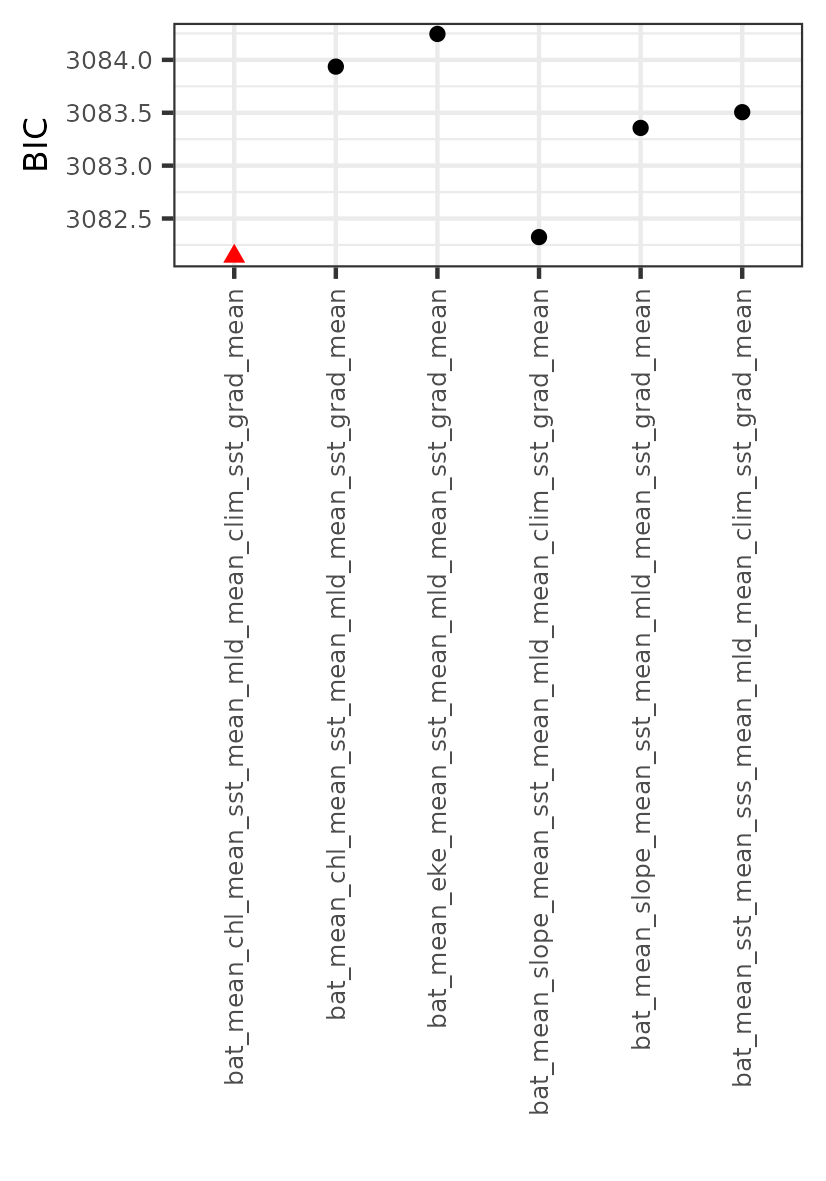 BIC
3084.0
3083.5
3083.0
3082.5
bat_mean_chl_mean_sst_mean_mld_mean_clim_sst_grad_mean
bat_mean_chl_mean_sst_mean_mld_mean_sst_grad_mean
bat_mean_eke_mean_sst_mean_mld_mean_sst_grad_mean
bat_mean_slope_mean_sst_mean_mld_mean_clim_sst_grad_mean
bat_mean_slope_mean_sst_mean_mld_mean_sst_grad_mean
bat_mean_sst_mean_sss_mean_mld_mean_clim_sst_grad_mean